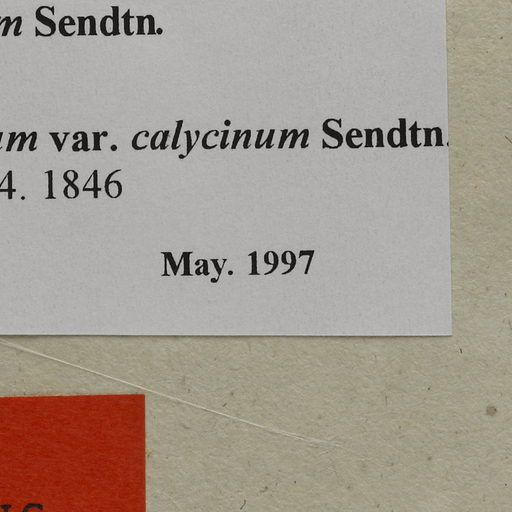 Sendtn.
var. calycinum Sendtn.
4. 1846
May. 1997